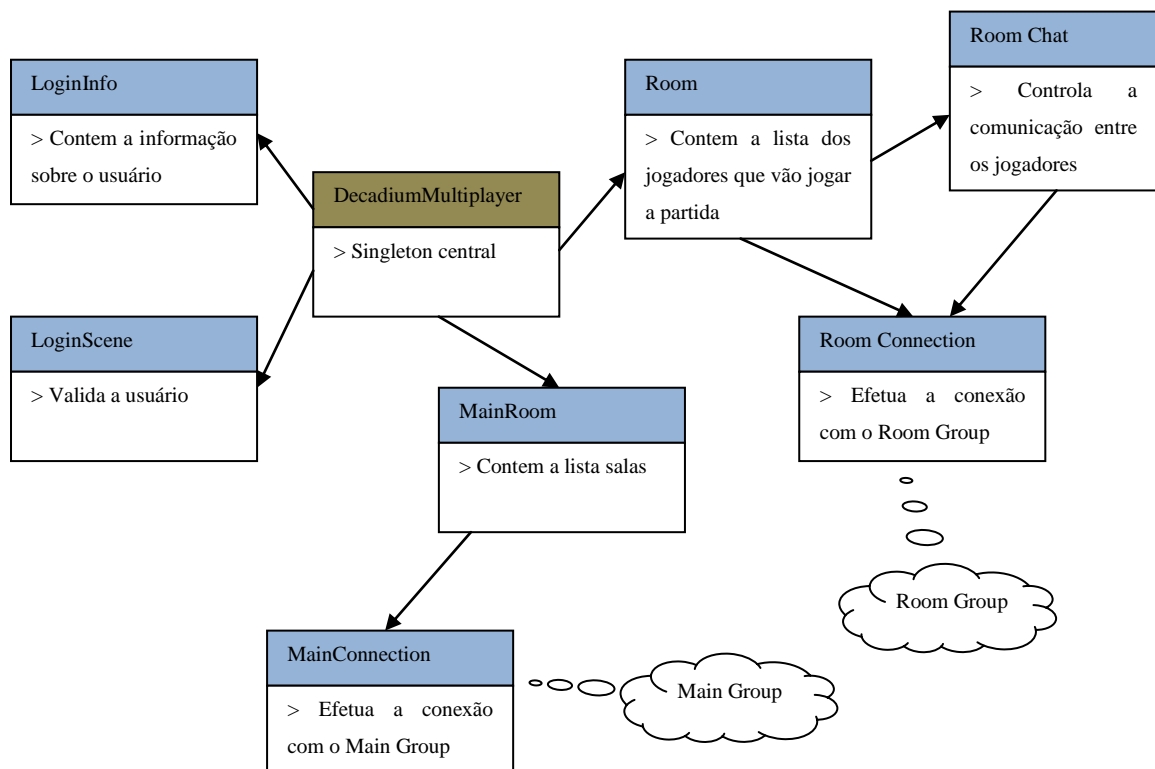 Room Chat
> Controla a
comunicação entre
os jogadores
LoginInfo
> Contem a informação
sobre o usuário
Room
> Contem a lista dos
jogadores que vão jogar
a partida
DecadiumMultiplayer
> Singleton central
LoginScene
> Valida a usuário
Room Connection
> Efetua a conexão
com o Room Group
MainRoom
> Contem a lista salas
Room Group
MainConnection
> Efetua a conexão
com o Main Group
Main Group